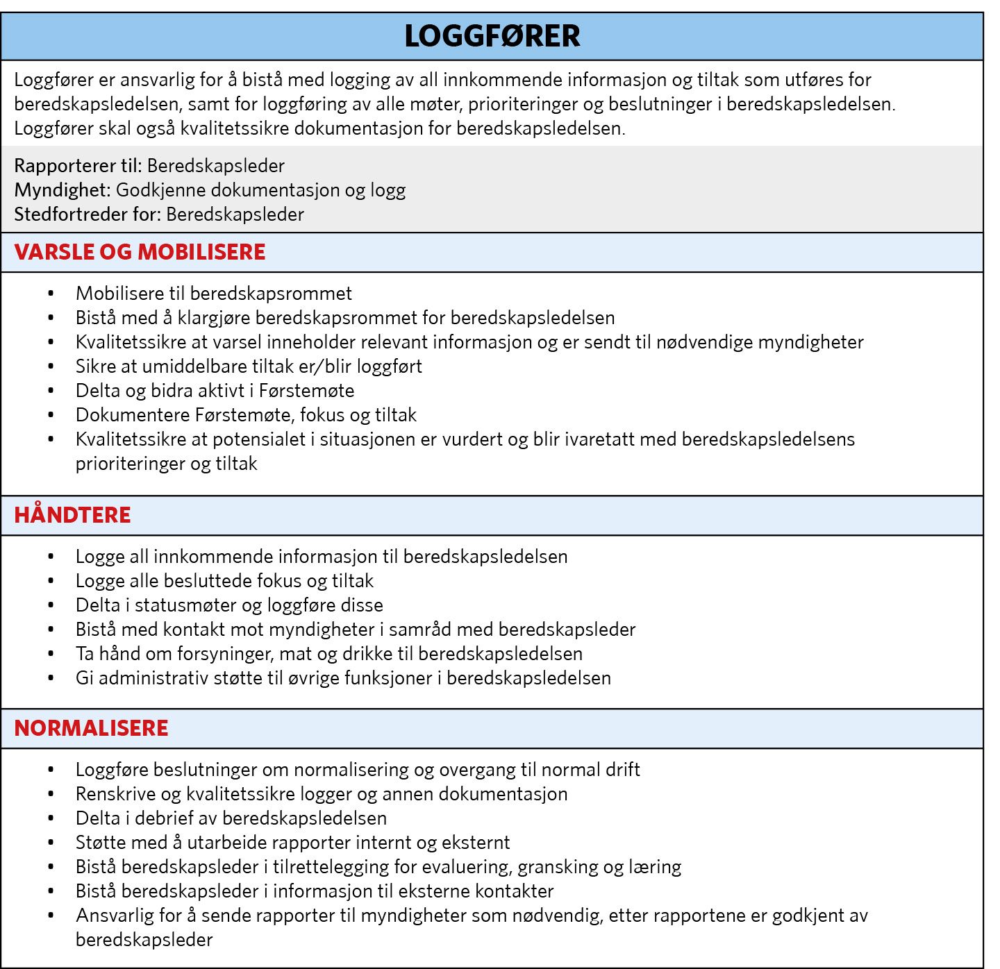 LOGGFØRER
Loggfører er ansvarlig for å bistå med logging av all innkommende informasjon og tiltak som utføres for
beredskapsledelsen, samt for loggføring av alle møter, prioriteringer og beslutninger i beredskapsledelsen.
Loggfører skal også kvalitetssikre dokumentasjon for beredskapsledelsen.
Rapporterer til: Beredskapsleder
Myndighet: Godkjenne dokumentasjon og logg
Stedfortreder for: Beredskapsleder
VARSLE OG MOBILISERE
• Mobilisere til beredskapsrommet
• Bistå med å klargjøre beredskapsrommet for beredskapsledelsen
• Kvalitetssikre at varsel inneholder relevant informasjon og er sendt til nødvendige myndigheter
• Sikre at umiddelbare tiltak er/blir loggført
• Delta og bidra aktivt i Førstemøte
• Dokumentere Førstemøte, fokus og tiltak
• Kvalitetssikre at potensialet i situasjonen er vurdert og blir ivaretatt med beredskapsledelsens
prioriteringer og tiltak
HÅNDTERE
• Logge all innkommende informasjon til beredskapsledelsen
• Logge alle besluttede fokus og tiltak
• Delta i statusmøter og loggføre disse
• Bistå med kontakt mot myndigheter i samråd med beredskapsleder
• Ta hånd om forsyninger, mat og drikke til beredskapsledelsen
• Gi administrativ støtte til øvrige funksjoner i beredskapsledelsen
NORMALISERE
• Loggføre beslutninger om normalisering og overgang til normal drift
• Renskrive og kvalitetssikre logger og annen dokumentasjon
• Delta i debrief av beredskapsledelsen
• Støtte med å utarbeide rapporter internt og eksternt
• Bistå beredskapsleder i tilrettelegging for evaluering, gransking og læring
• Bistå beredskapsleder i informasjon til eksterne kontakter
• Ansvarlig for å sende rapporter til myndigheter som nødvendig, etter rapportene er godkjent av
beredskapsleder